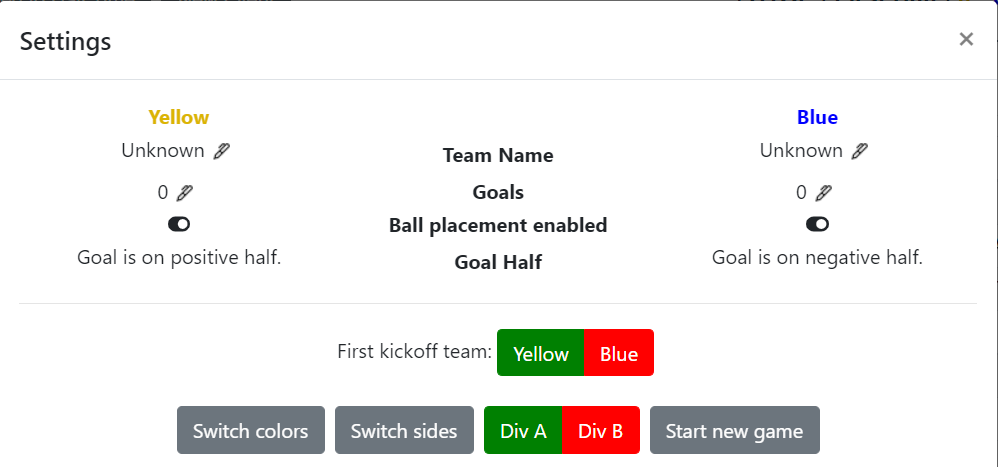 Settings
×
Yellow Blue
Unknown Team Name Unknown
0 Goals 0
Ball placement enabled
Goal is on positive half. Goal Half Goal is on negative half.
First kickoff team: Yellow Blue
Switch colors Switch sides Div A Div B Start new game